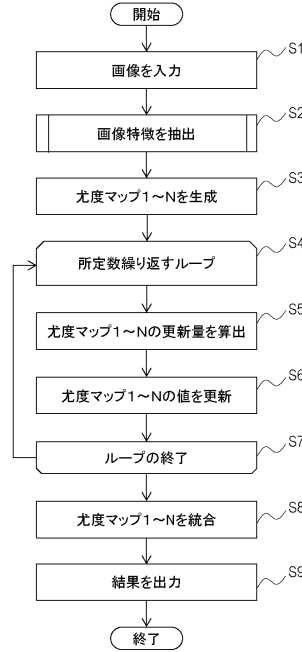 開始
画像を入力
S1
画像特徴を抽出
S2
尤度マップ1～Nを生成
S3
所定数繰り返すループ
S4
尤度マップ1～Nの更新量を算出
S5
尤度マップ1～Nの値を更新
S6
ループの終了
S7
尤度マップ1～Nを統合
S8
結果を出力
S9
終了